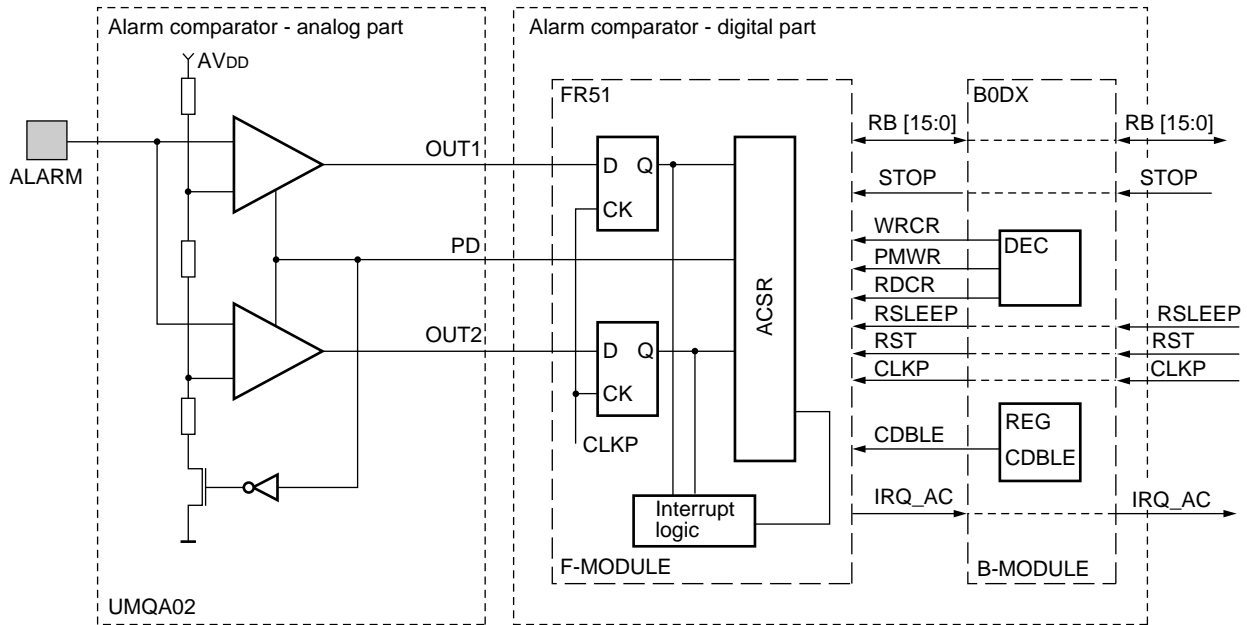 Alarm comparator - analog part
Alarm comparator - digital part
AVDD
FR51
B0DX
ALARM
OUT1
D Q
CK
RB [15:0]
RB [15:0]
STOP
STOP
WRCR
DEC
PD
PMWR
RDCR
ACSR
RSLEEP
RSLEEP
OUT2
D Q
CK
RST
RST
CLKP
CLKP
CLKP
CDBLE
REG
CDBLE
Interrupt
logic
IRQ_AC
IRQ_AC
F-MODULE
B-MODULE
UMQA02